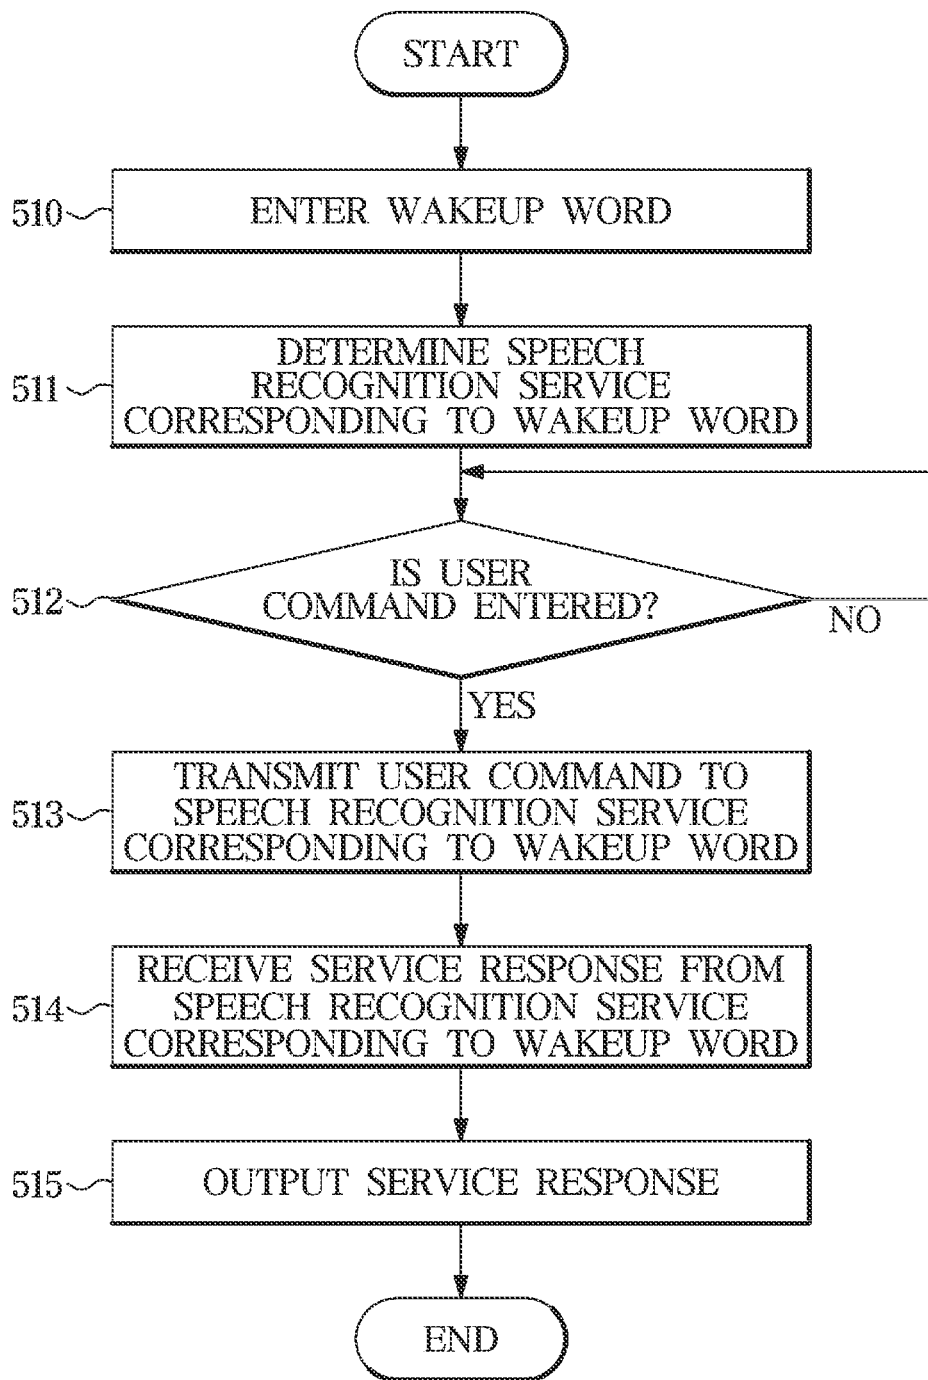 START
510
ENTER WAKEUP WORD
511
DETERMINE SPEECH
RECOGNITION SERVICE
CORRESPONDING TO WAKEUP WORD
512
IS USER
COMMAND ENTERED?
NO
YES
513
TRANSMIT USER COMMAND TO
SPEECH RECOGNITION SERVICE
CORRESPONDING TO WAKEUP WORD
514
RECEIVE SERVICE RESPONSE FROM
SPEECH RECOGNITION SERVICE
CORRESPONDING TO WAKEUP WORD
515
OUTPUT SERVICE RESPONSE
END